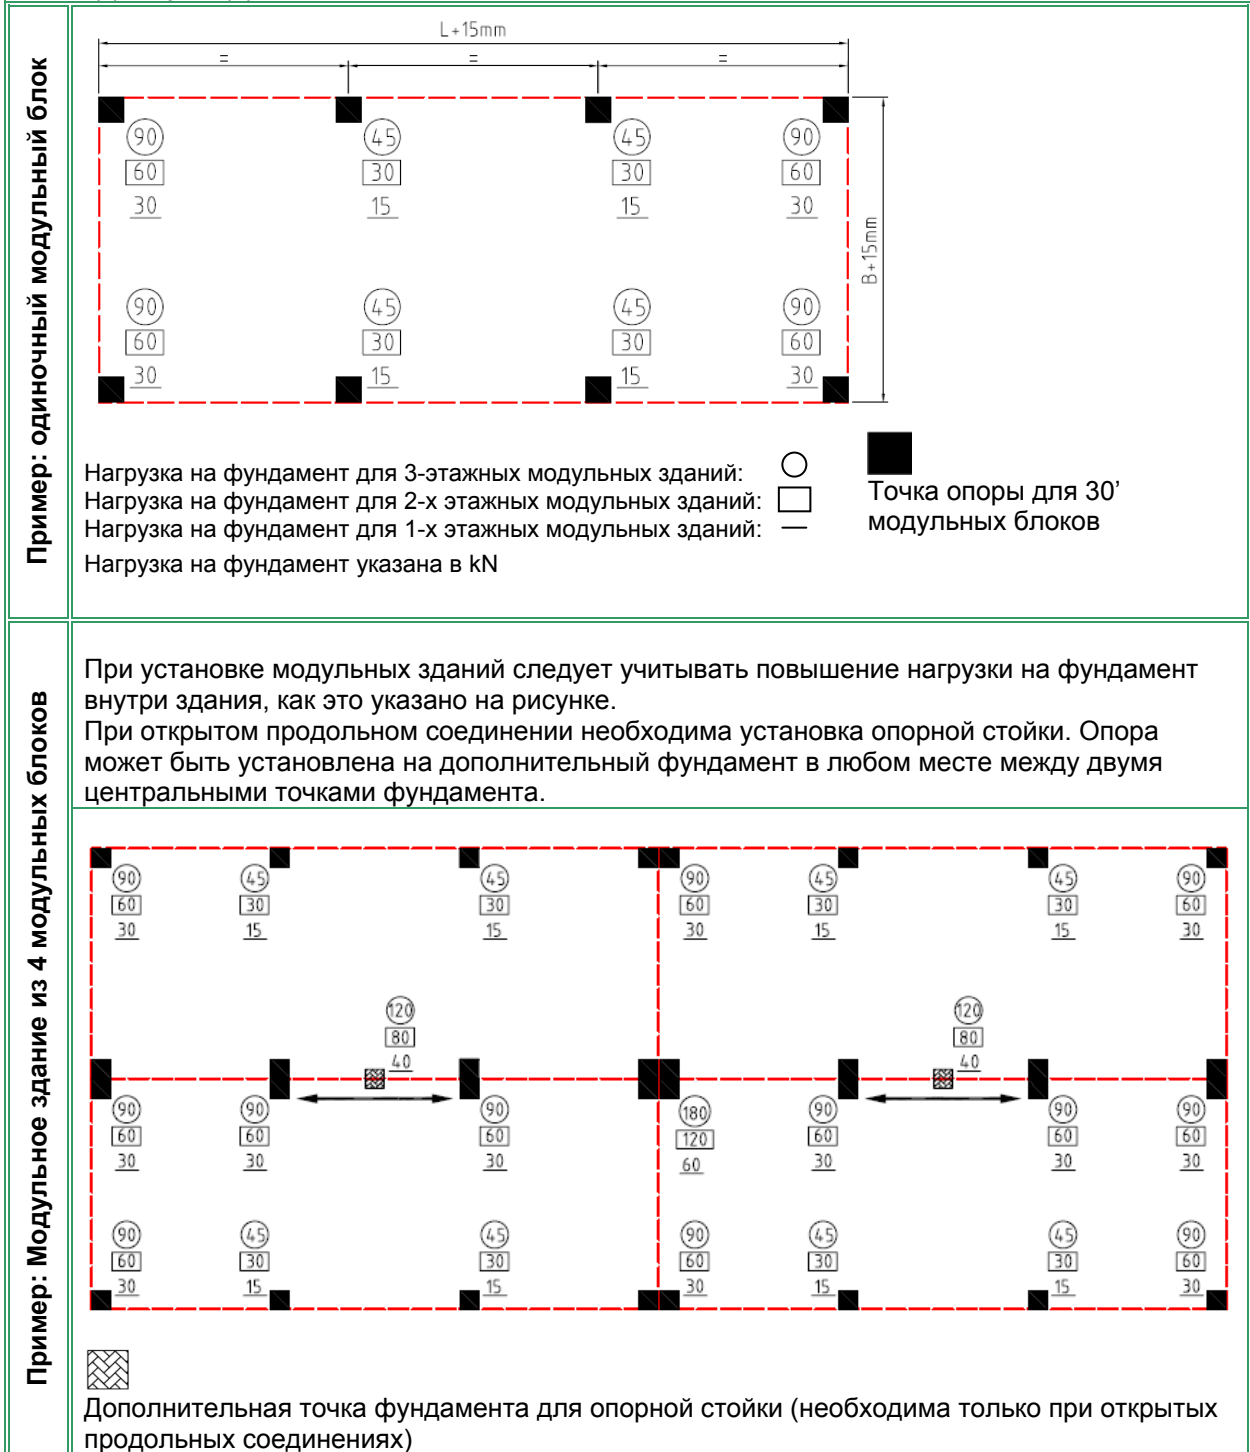 Пример: одиночный модульный блок
L+15mm
= = =
90 45 45 90
60 30 30 60
30 15 15 30
B+15mm
90 45 45 90
60 30 30 60
30 15 15 30
Нагрузка на фундамент для 3-этажных модульных зданий:
Нагрузка на фундамент для 2-х этажных модульных зданий:
Нагрузка на фундамент для 1-х этажных модульных зданий:
Нагрузка на фундамент указана в kN
Точка опоры для 30’
модульных блоков
Пример: Модульное здание из 4 модульных блоков
При установке модульных зданий следует учитывать повышение нагрузки на фундамент
внутри здания, как это указано на рисунке.
При открытом продольном соединении необходима установка опорной стойки. Опора
может быть установлена на дополнительный фундамент в любом месте между двумя
центральными точками фундамента.
90 45 45 90 45 45 90
60 30 30 60 30 30 60
30 15 15 30 15 15 30
120 120
80 80
40 40
90 90 90 180 90 90 90
60 60 60 120 60 60 60
30 30 30 60 30 30 30
90 45 45 90 45 45 90
60 30 30 60 30 30 60
30 15 15 30 15 15 30
Дополнительная точка фундамента для опорной стойки (необходима только при открытых
продольных соединениях)